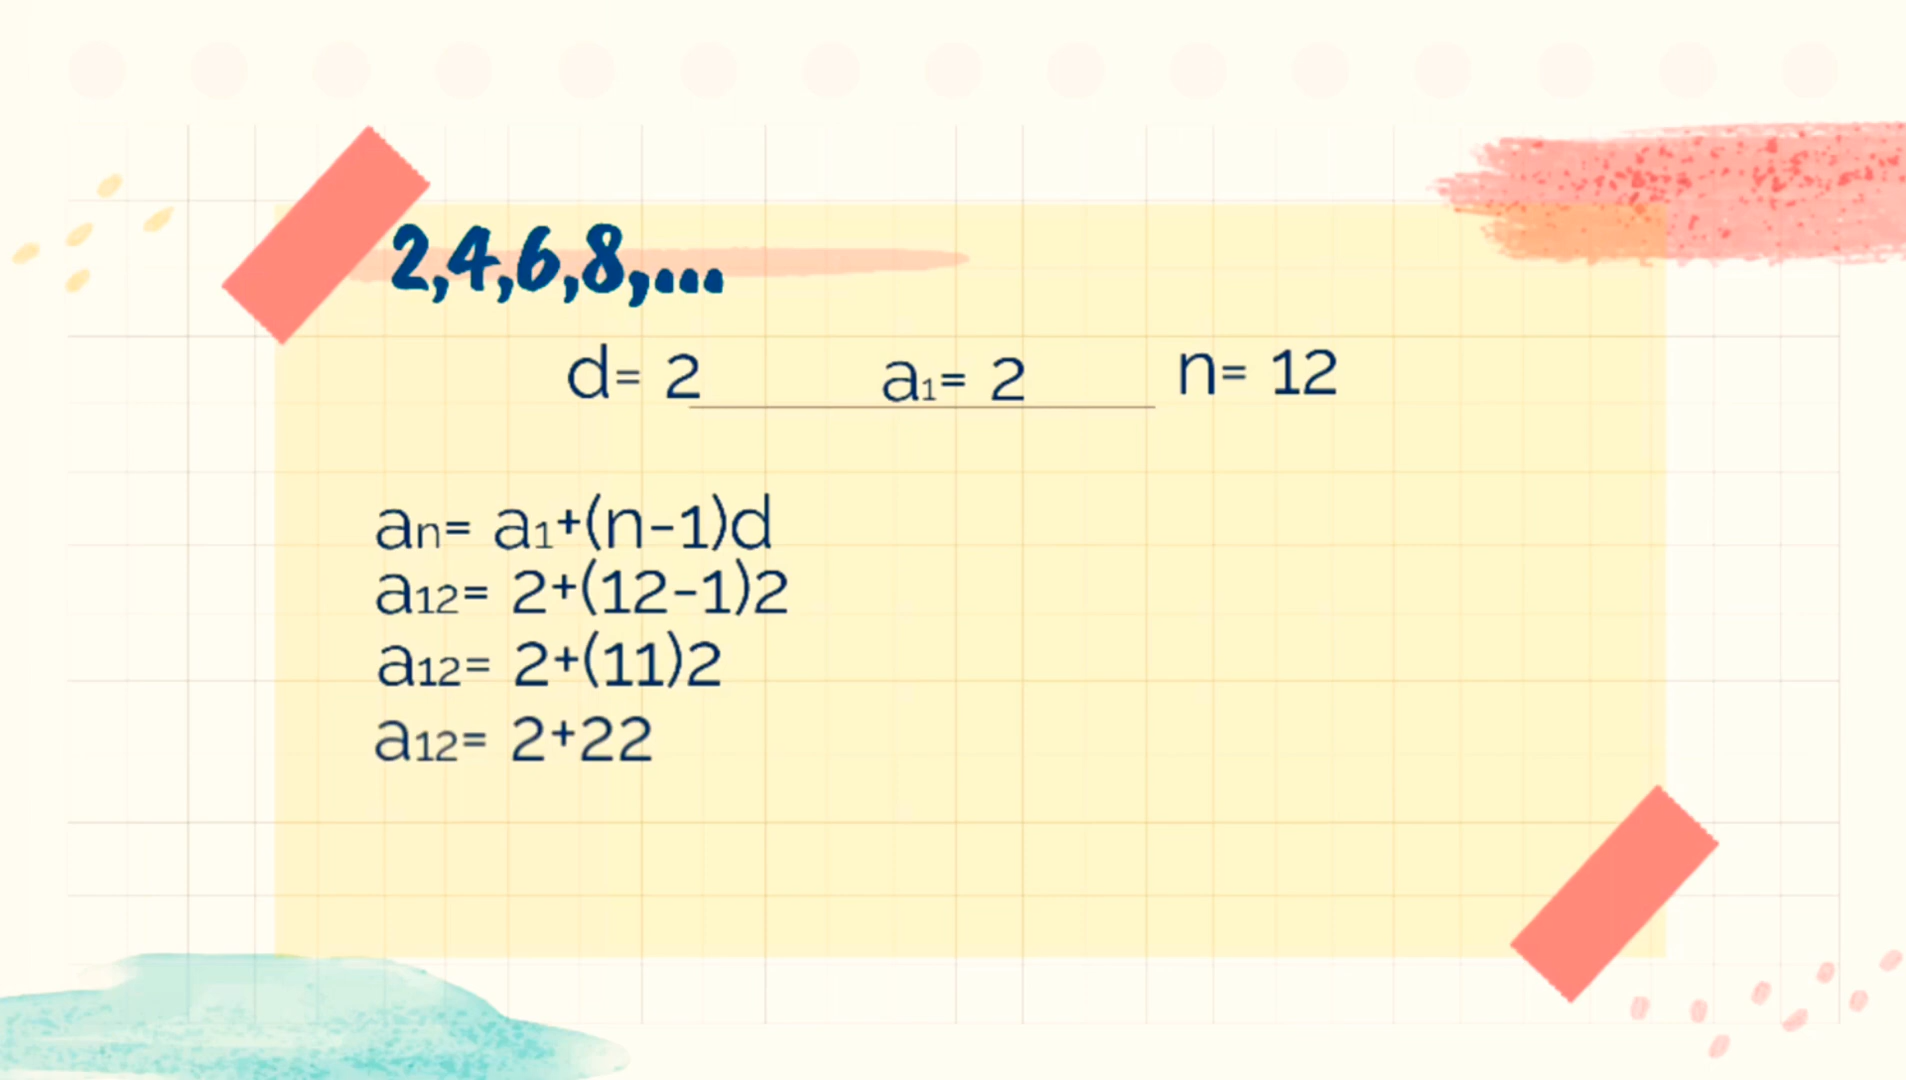 2,4,6,8,...
d= 2 a₁= 2 n= 12
an= a₁+(n-1)d
a₁₂= 2+(12-1)2
a₁₂= 2+(11)2
a₁₂= 2+22